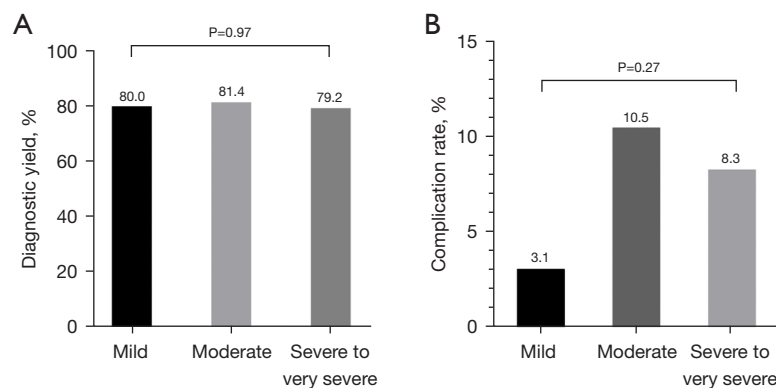 A
P=0.97
Diagnostic yield, %
100
80
60
40
20
0
80.0
81.4
79.2
Mild
Moderate
Severe to
very severe
B
P=0.27
Complication rate, %
15
10
5
0
3.1
10.5
8.3
Mild
Moderate
Severe to
very severe